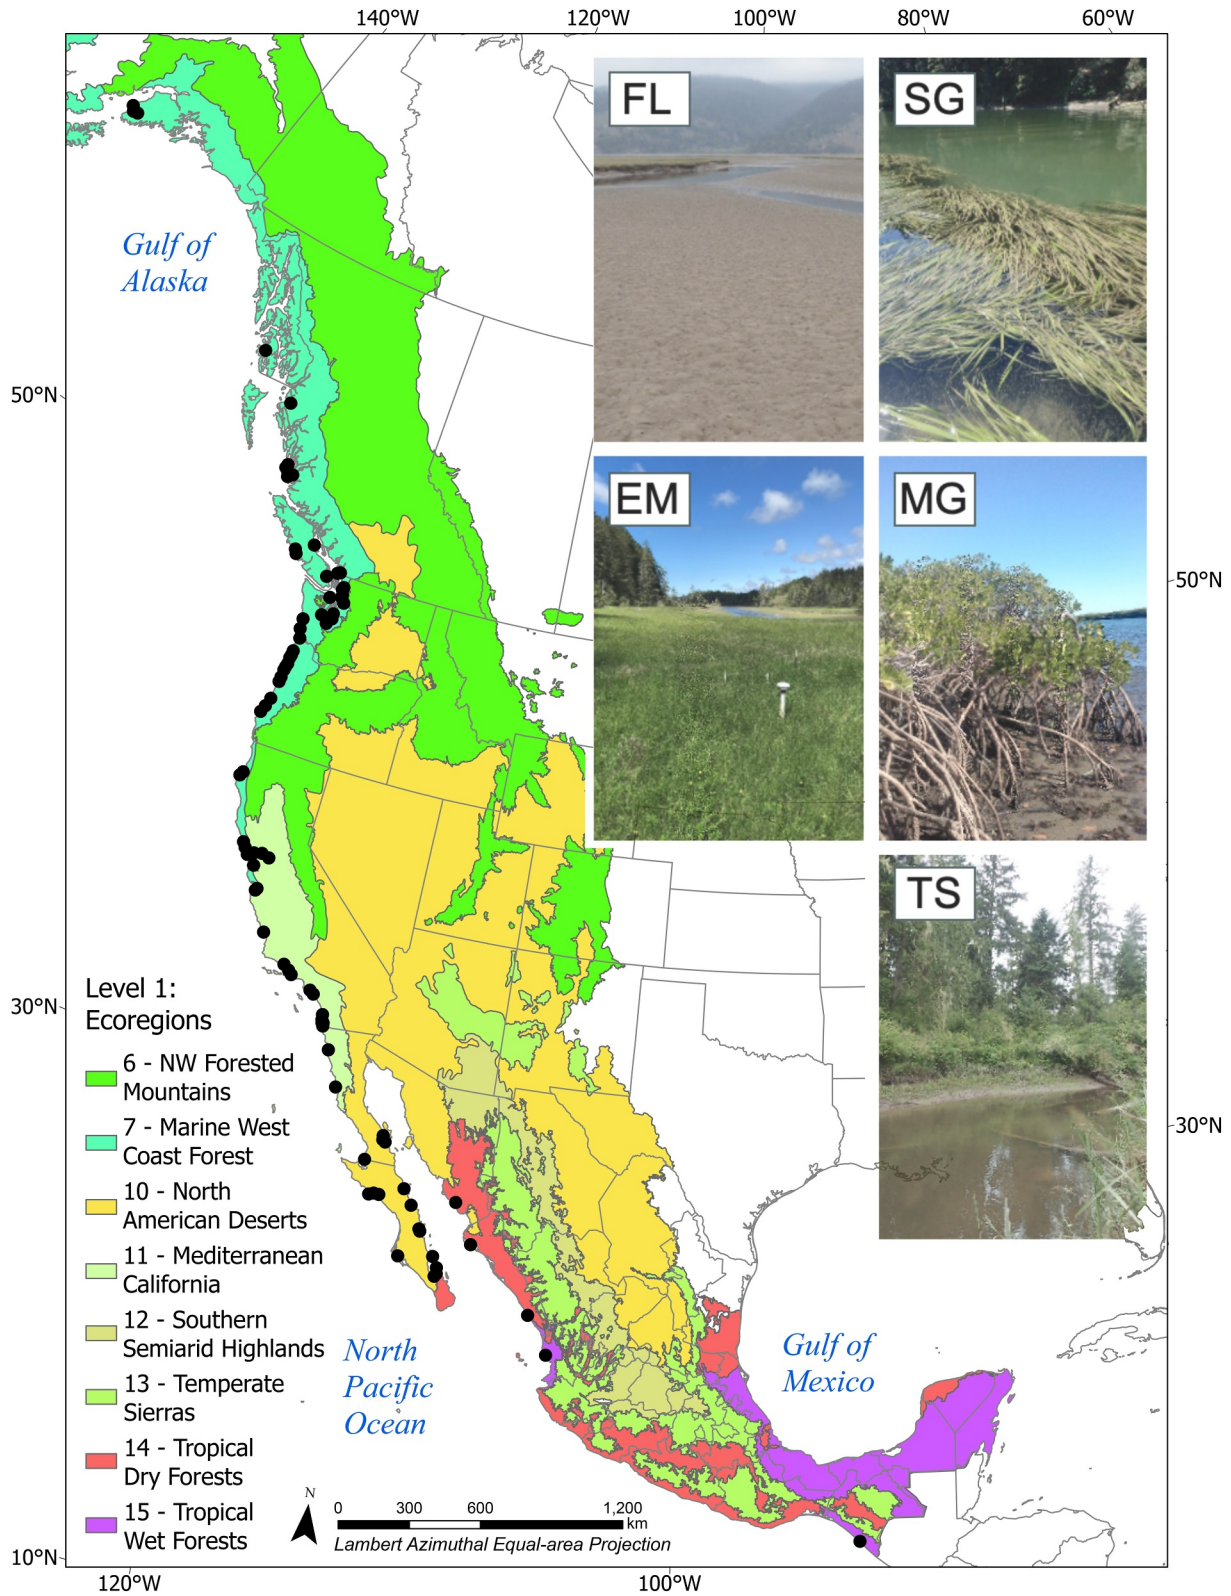 140°W
120°W
100°W
80°W
60°W
FL
SG
Gulf of
Alaska
50°N
EM
MG
50°N
TS
Level 1:
Ecoregions
30°N
6 - NW Forested
Mountains
7 - Marine West
Coast Forest
30°N
10 - North
American Deserts
11 - Mediterranean
California
12 - Southern
Semiarid Highlands
13 - Temperate
Sierras
14 - Tropical
Dry Forests
15 - Tropical
Wet Forests
North
Pacific
Ocean
Gulf of
Mexico
N
0 300 600 1,200
km
Lambert Azimuthal Equal-area Projection
10°N
120°W
100°W